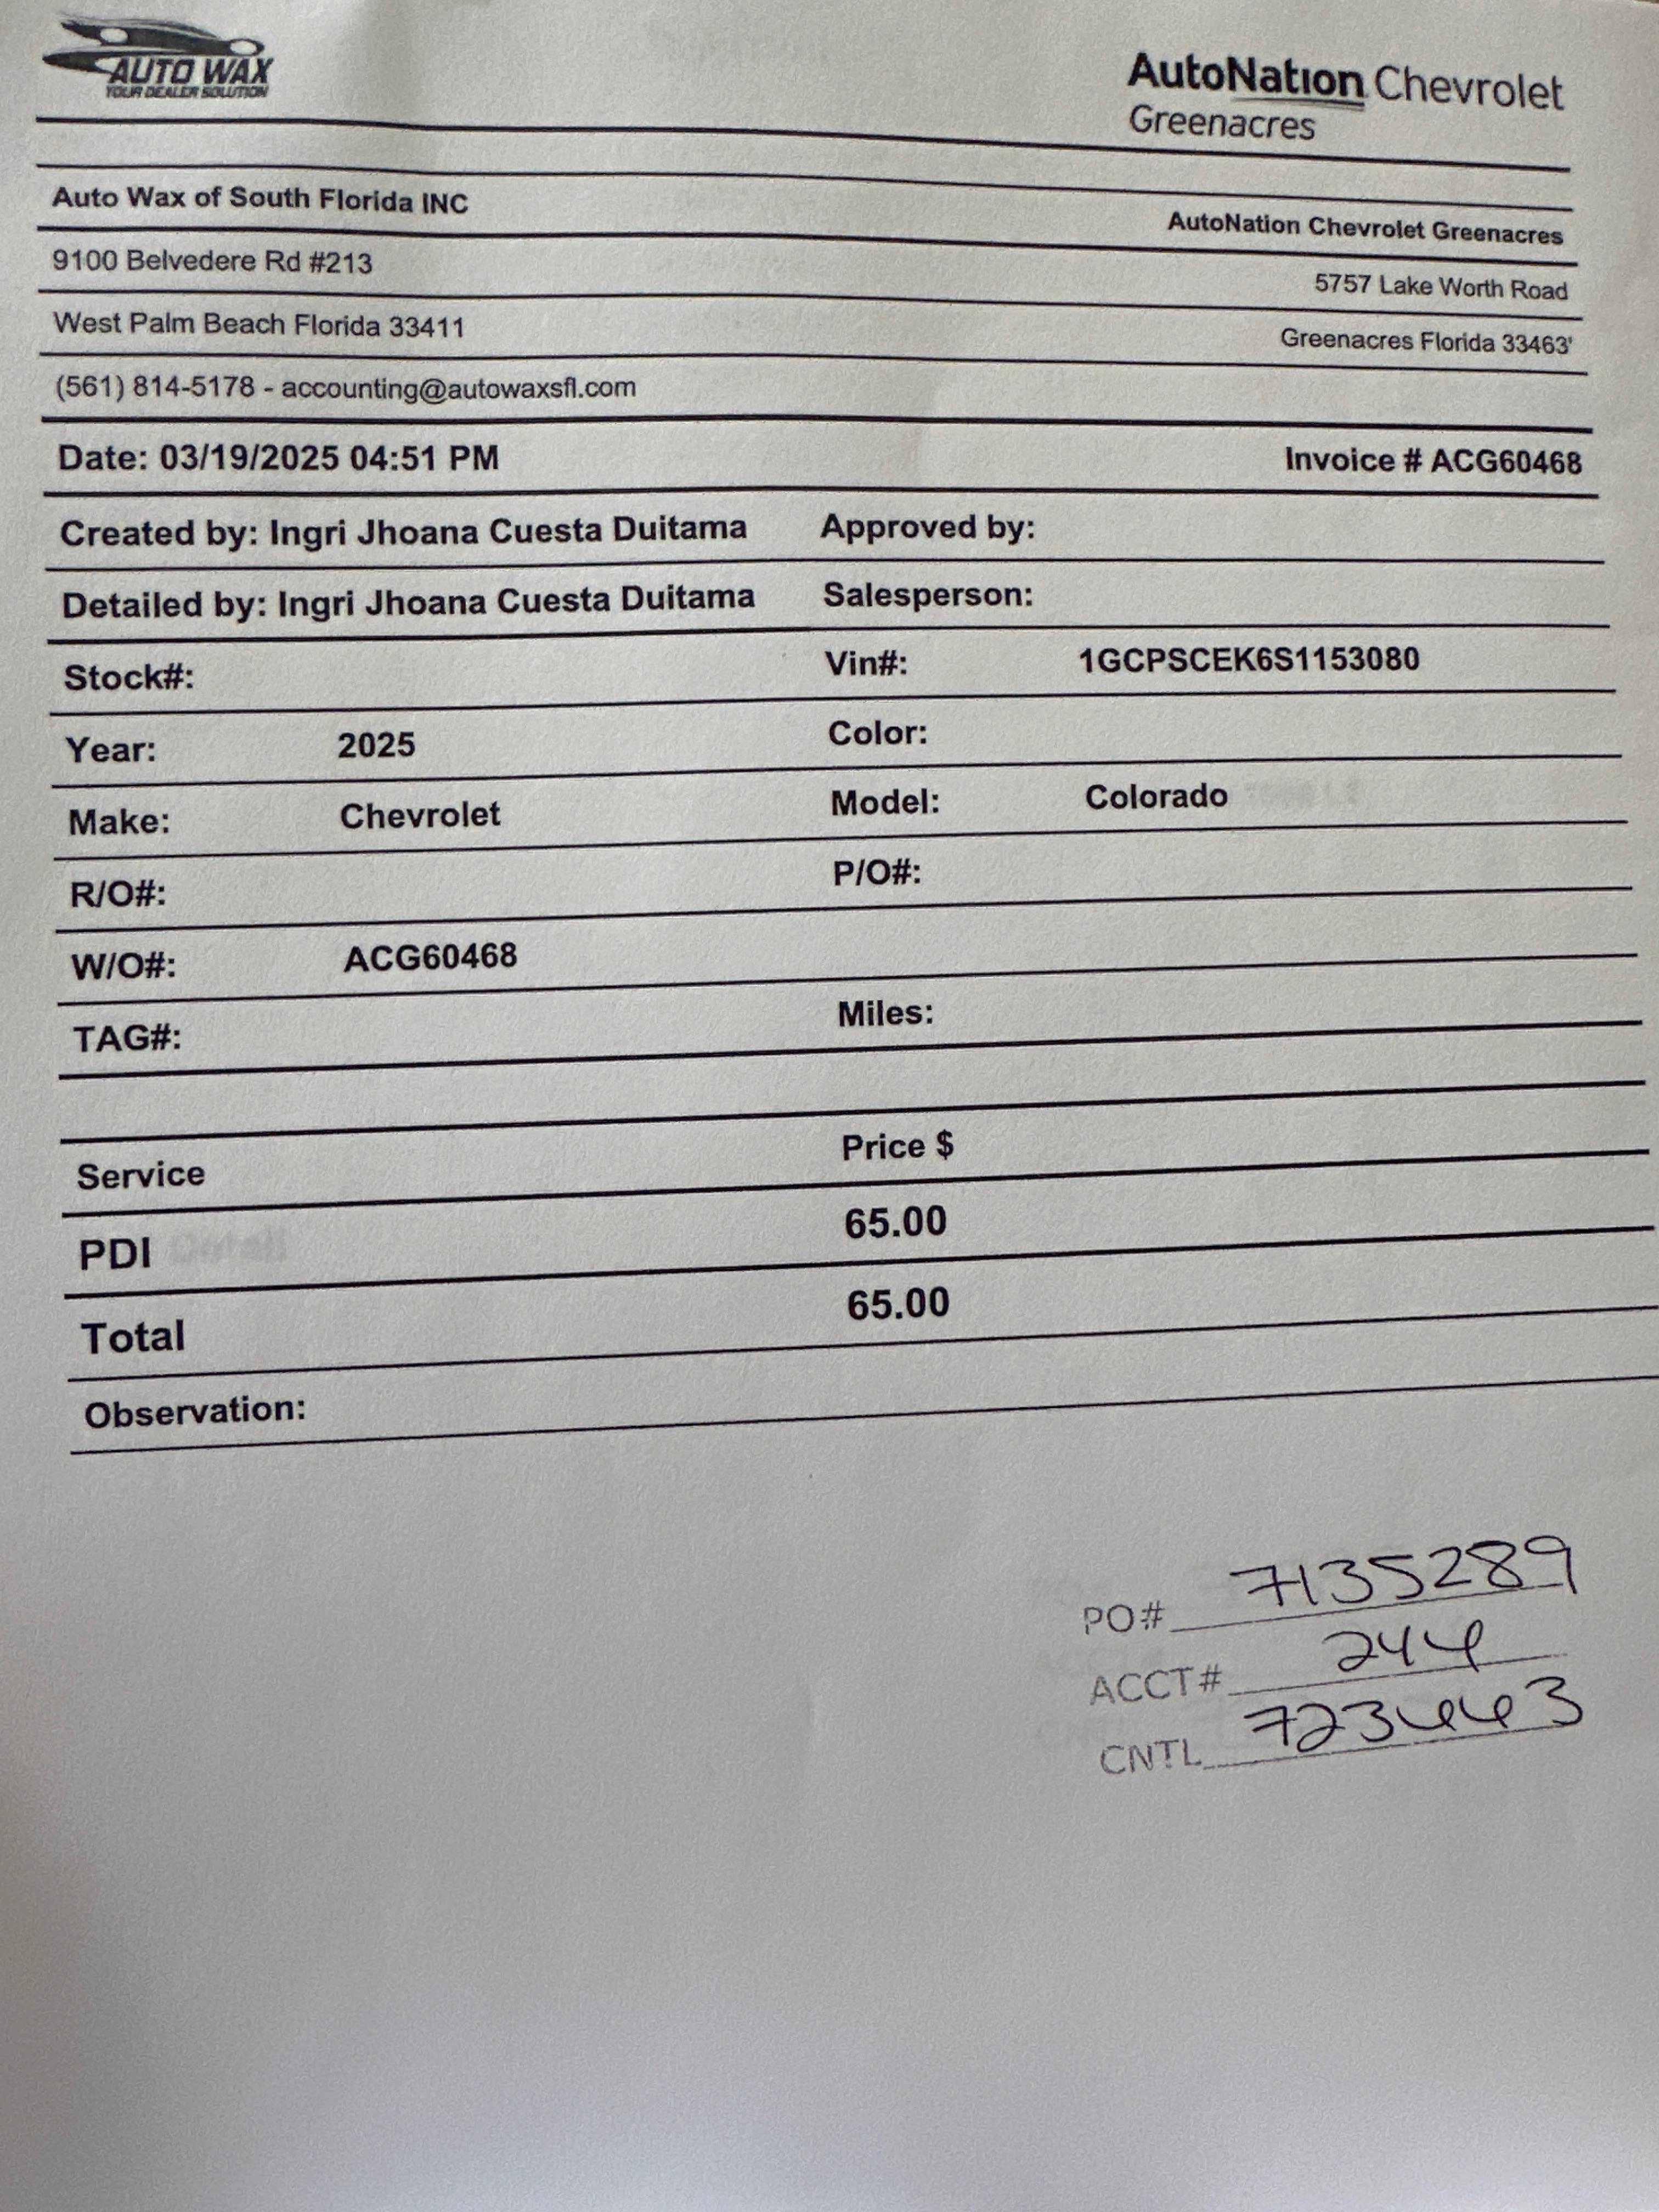 AUTO WAX
YOUR DEALER SOLUTION
AutoNation Chevrolet
Greenacres
Auto Wax of South Florida INC
AutoNation Chevrolet Greenacres
9100 Belvedere Rd #213
5757 Lake Worth Road
West Palm Beach Florida 33411
Greenacres Florida 33463'
(561) 814-5178 - accounting@autowaxsfl.com
Date: 03/19/2025 04:51 PM Invoice # ACG60468
Created by: Ingri Jhoana Cuesta Duitama Approved by:
Detailed by: Ingri Jhoana Cuesta Duitama Salesperson:
Stock#: Vin#: 1GCPSCEK6S1153080
Year: 2025 Color:
Make: Chevrolet Model: Colorado
R/O#: P/O#:
W/O#: ACG60468
TAG#: Miles:
Service Price $
PDI 65.00
Total 65.00
Observation:
PO# 7135289
ACCT# 244
CNTL 723443